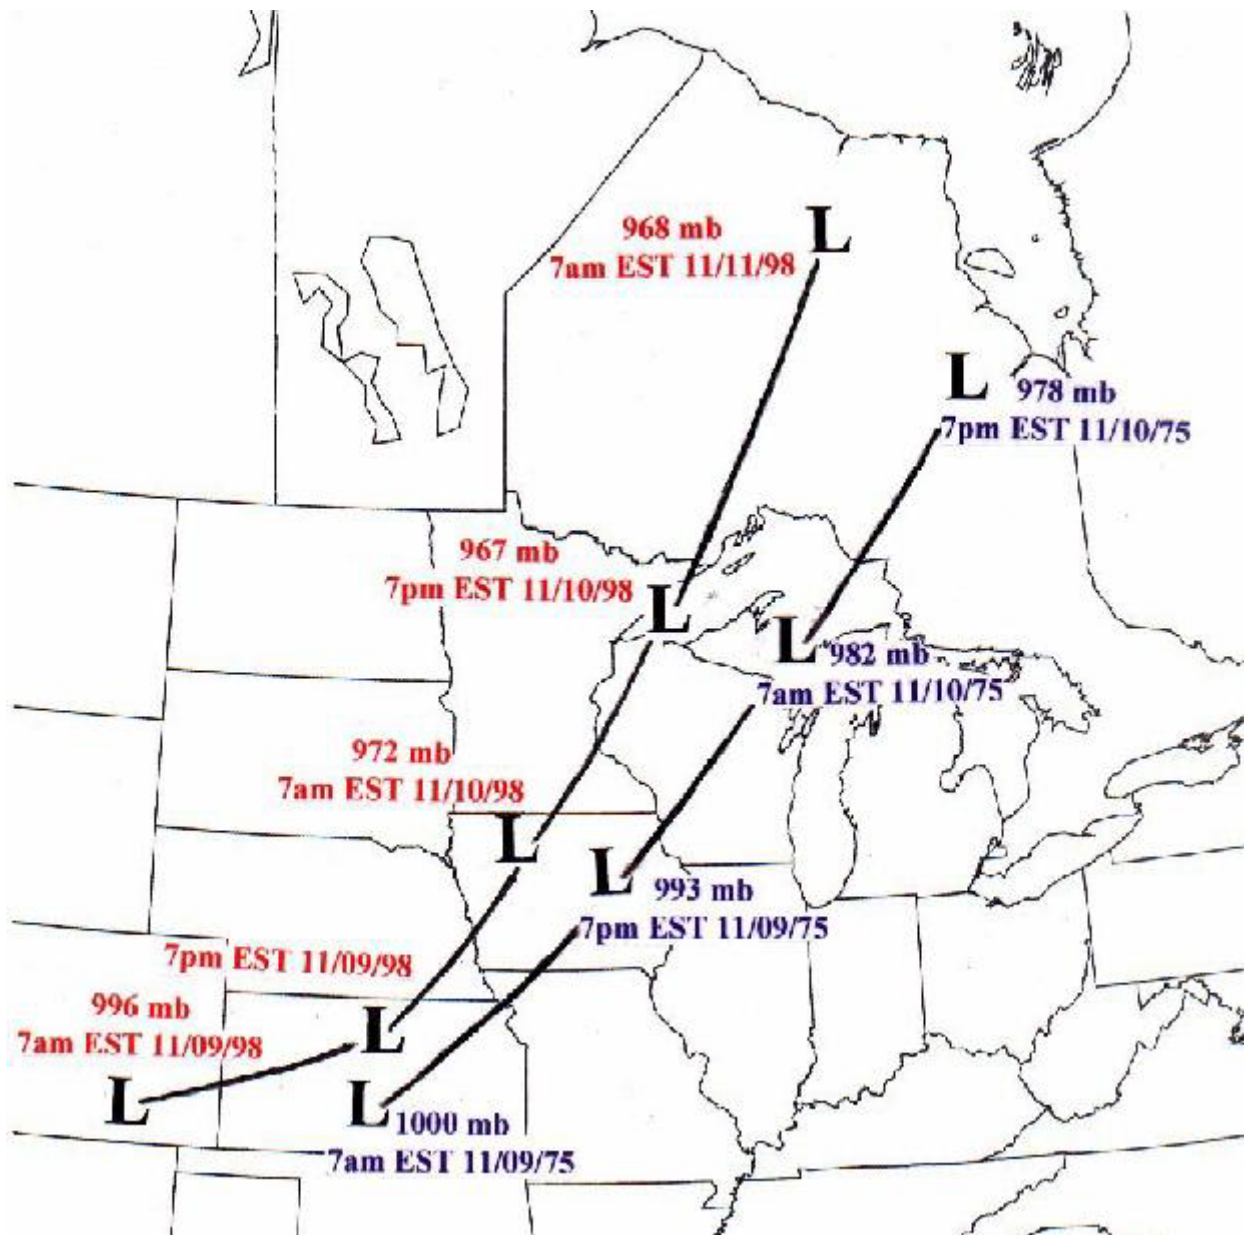 L
968 mb
7am EST 11/11/98
L
978 mb
7pm EST 11/10/75
967 mb
7pm EST 11/10/98
L
L
982 mb
7am EST 11/10/75
972 mb
7am EST 11/10/98
L
L
993 mb
7pm EST 11/09/75
7pm EST 11/09/98
996 mb
7am EST 11/09/98
L
L
L
1000 mb
7am EST 11/09/75